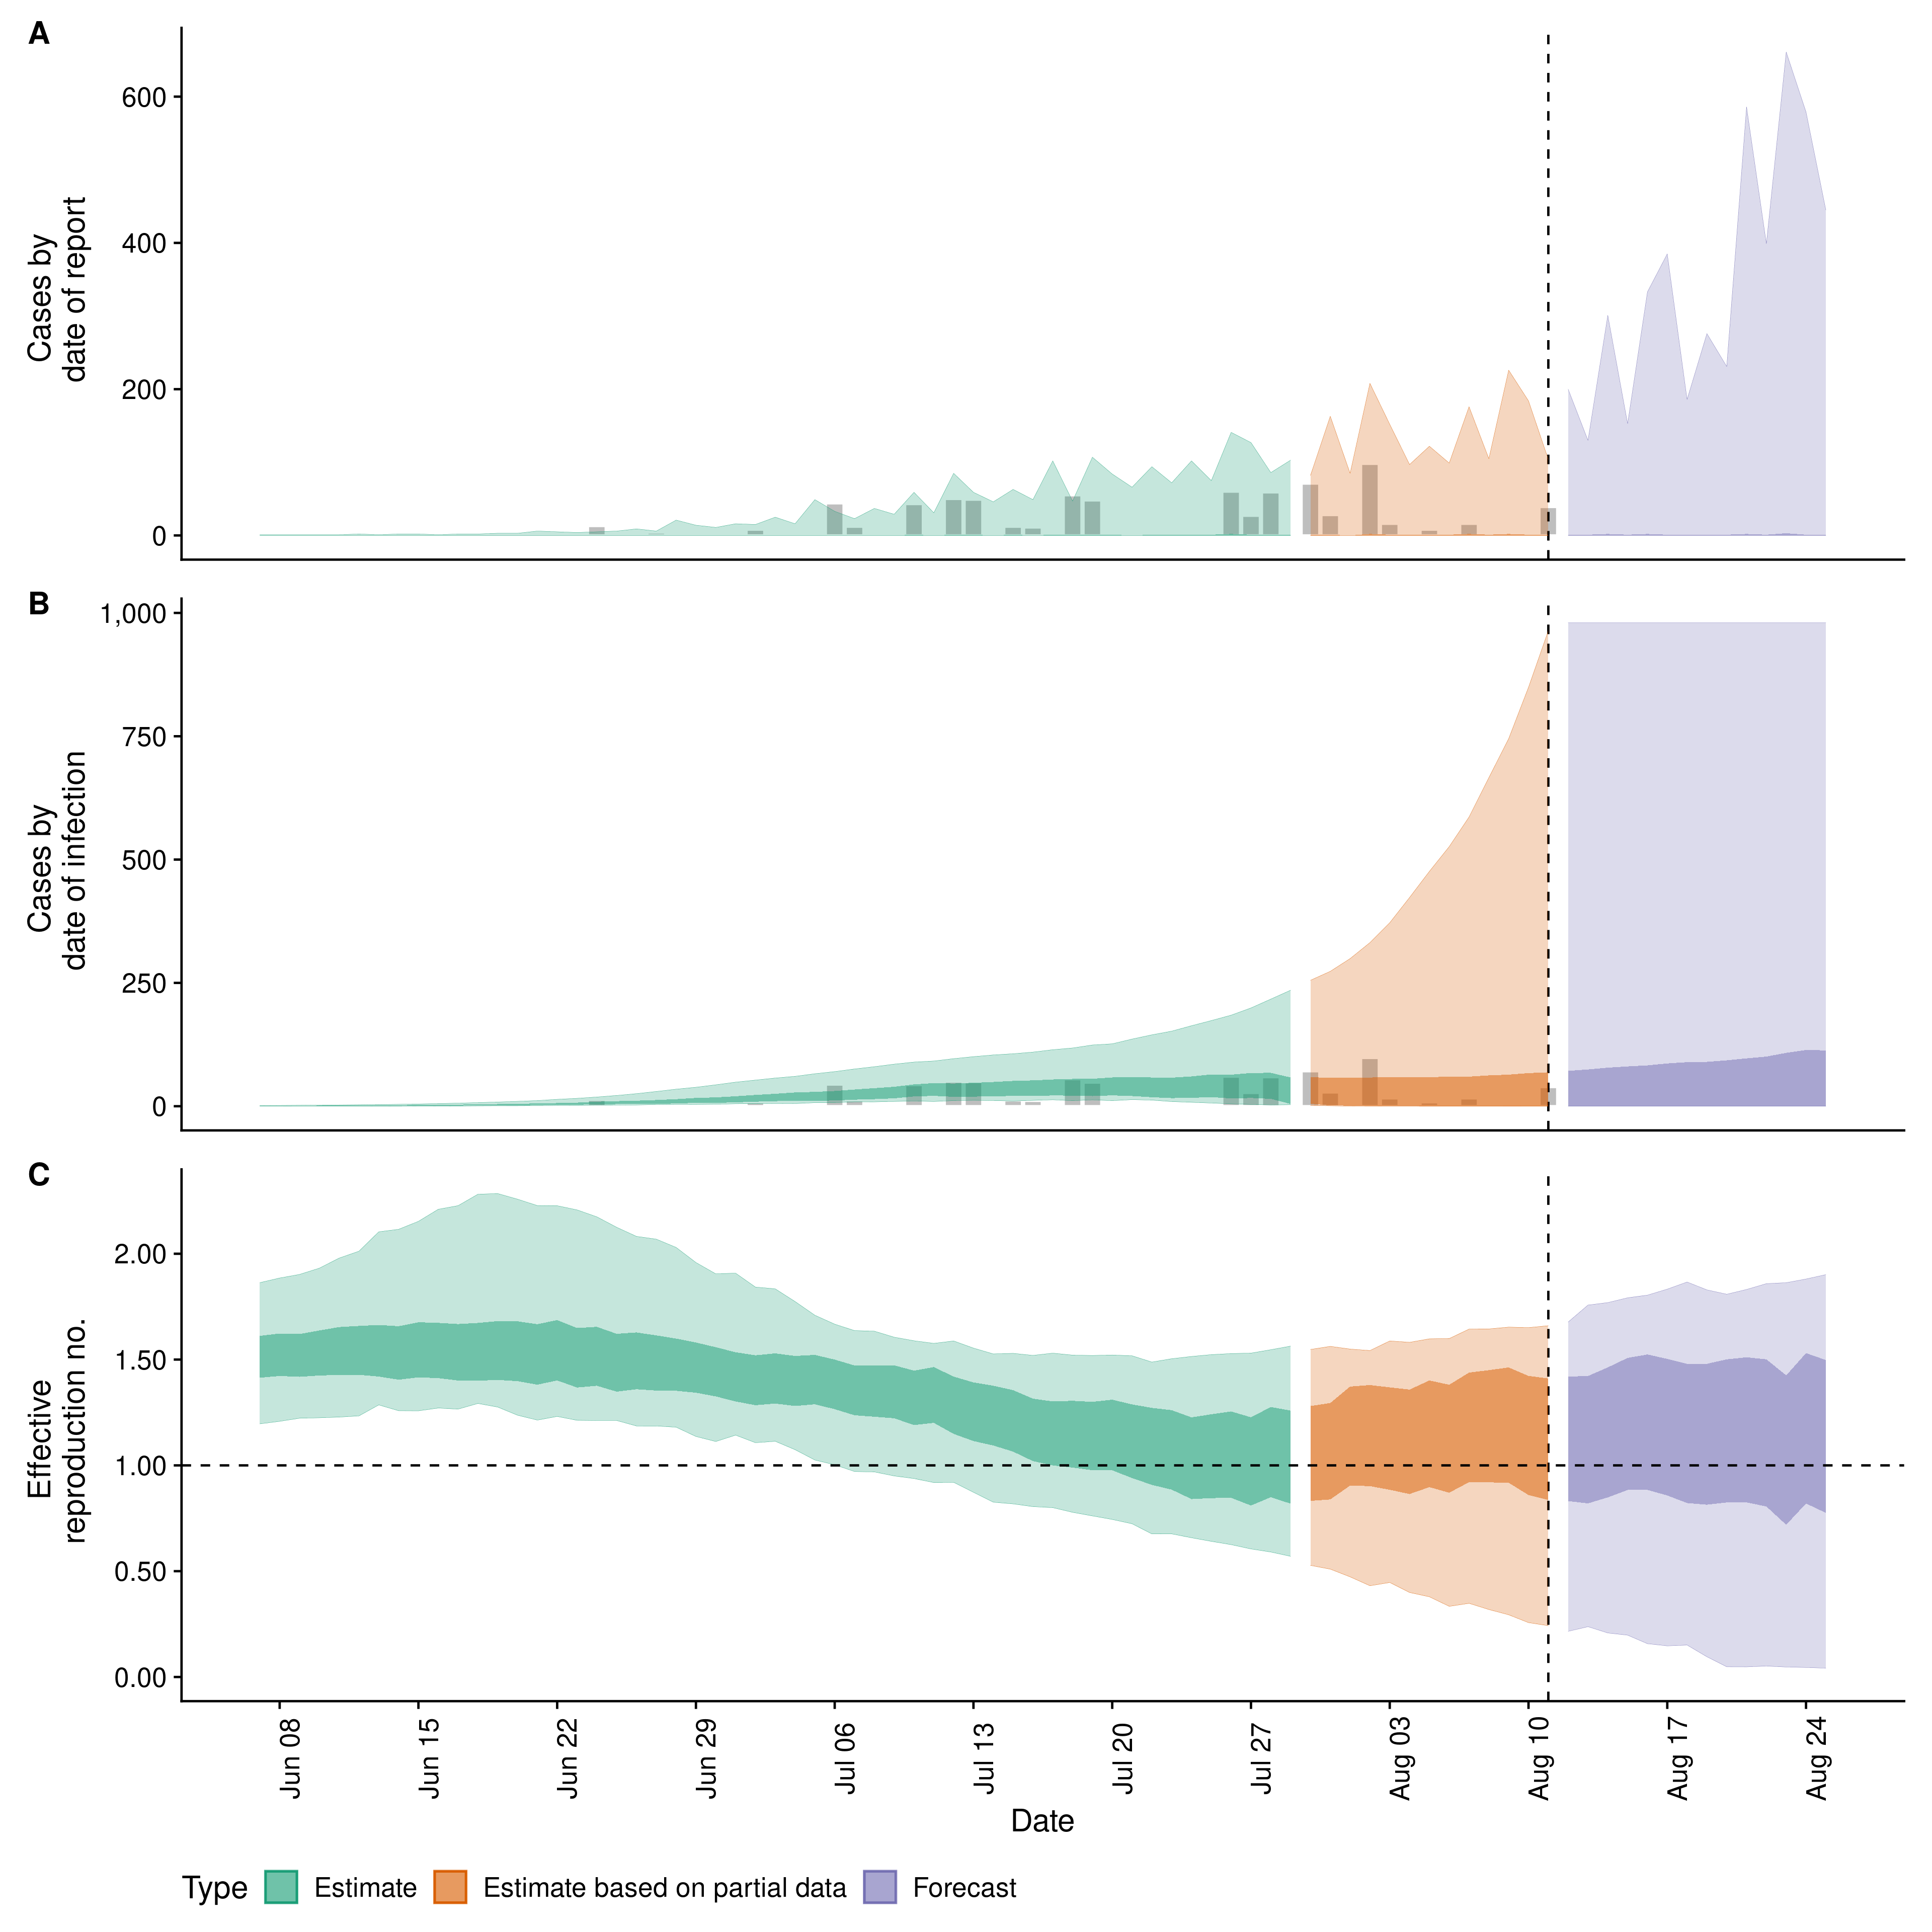 A
Cases by
date of report
600
400
200
0
B
Cases by
date of infection
1,000
750
500
250
0
C
Effective
reproduction no.
2.00
1.50
1.00
0.50
0.00
Jun 08
Jun 15
Jun 22
Jun 29
Jul 06
Jul 13
Jul 20
Jul 27
Aug 03
Aug 10
Aug 17
Aug 24
Date
Type Estimate Estimate based on partial data Forecast